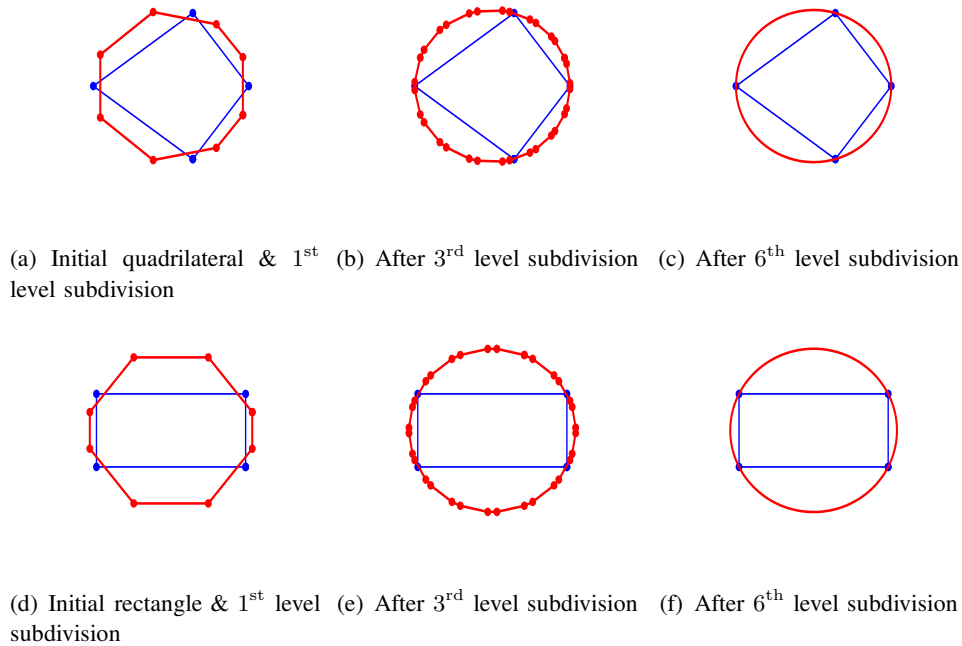 (a) Initial quadrilateral & 1st level subdivision
(b) After 3rd level subdivision
(c) After 6th level subdivision
(d) Initial rectangle & 1st level subdivision
(e) After 3rd level subdivision
(f) After 6th level subdivision